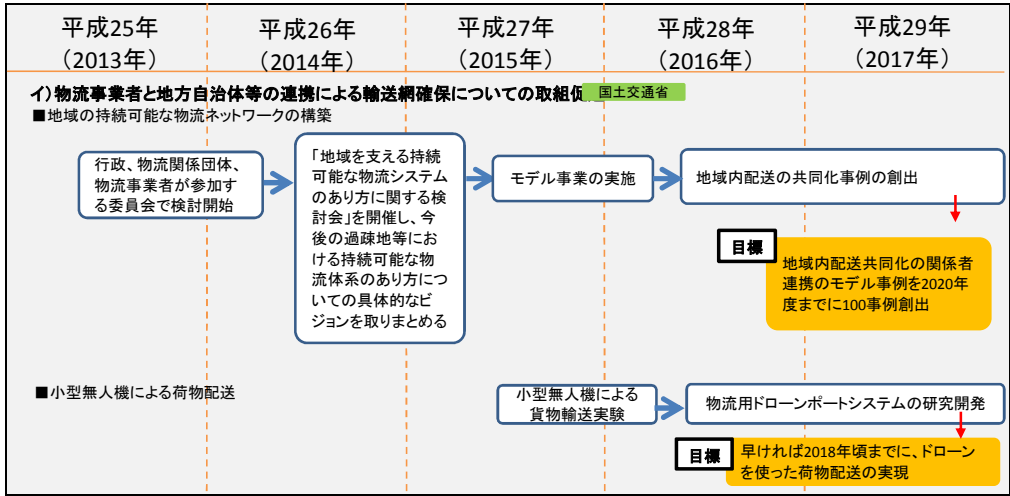 平成25年
（2013年）
平成26年
（2014年）
平成27年
（2015年）
平成28年
（2016年）
平成29年
（2017年）
イ）物流事業者と地方自治体等の連携による輸送網確保についての取組促
国土交通省
■地域の持続可能な物流ネットワークの構築
行政、物流関係団体、
物流事業者が参加す
る委員会で検討開始
「地域を支える持続
可能な物流システム
のあり方に関する検
討会」を開催し、今
後の過疎地等にお
ける持続可能な物
流体系のあり方につ
いての具体的なビ
ジョンを取りまとめる
モデル事業の実施
地域内配送の共同化事例の創出
目標
地域内配送共同化の関係者
連携のモデル事例を2020年
度までに100事例創出
■小型無人機による荷物配送
小型無人機による
貨物輸送実験
物流用ドローンポートシステムの研究開発
目標
早ければ2018年頃までに、ドローン
を使った荷物配送の実現